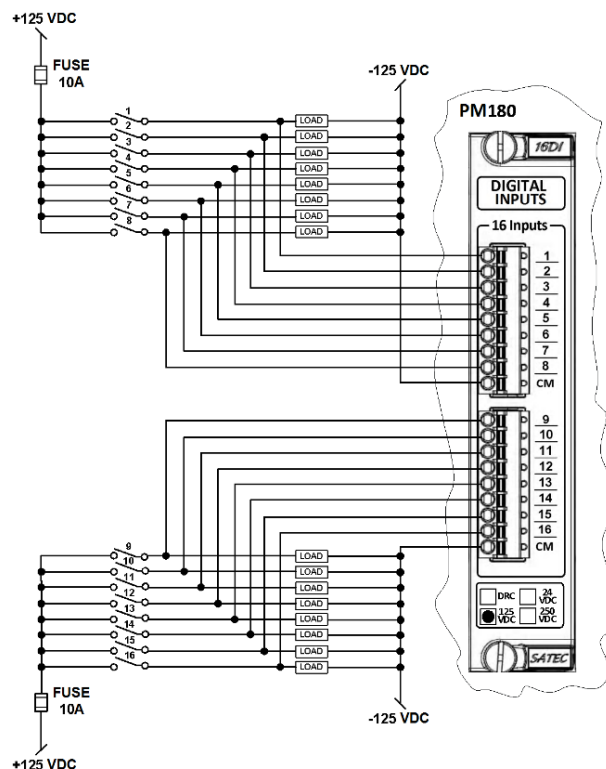 +125 VDC
FUSE
10A
-125 VDC
PM180
1
2
3
4
5
6
7
8
LOAD
LOAD
LOAD
LOAD
LOAD
LOAD
LOAD
LOAD
16DI
DIGITAL
INPUTS
16 Inputs
1
2
3
4
5
6
7
8
CM
9
10
11
12
13
14
15
16
CM
9
10
11
12
13
14
15
16
LOAD
LOAD
LOAD
LOAD
LOAD
LOAD
LOAD
LOAD
DRC
24
VDC
125
VDC
250
VDC
SATEC
FUSE
10A
-125 VDC
+125 VDC